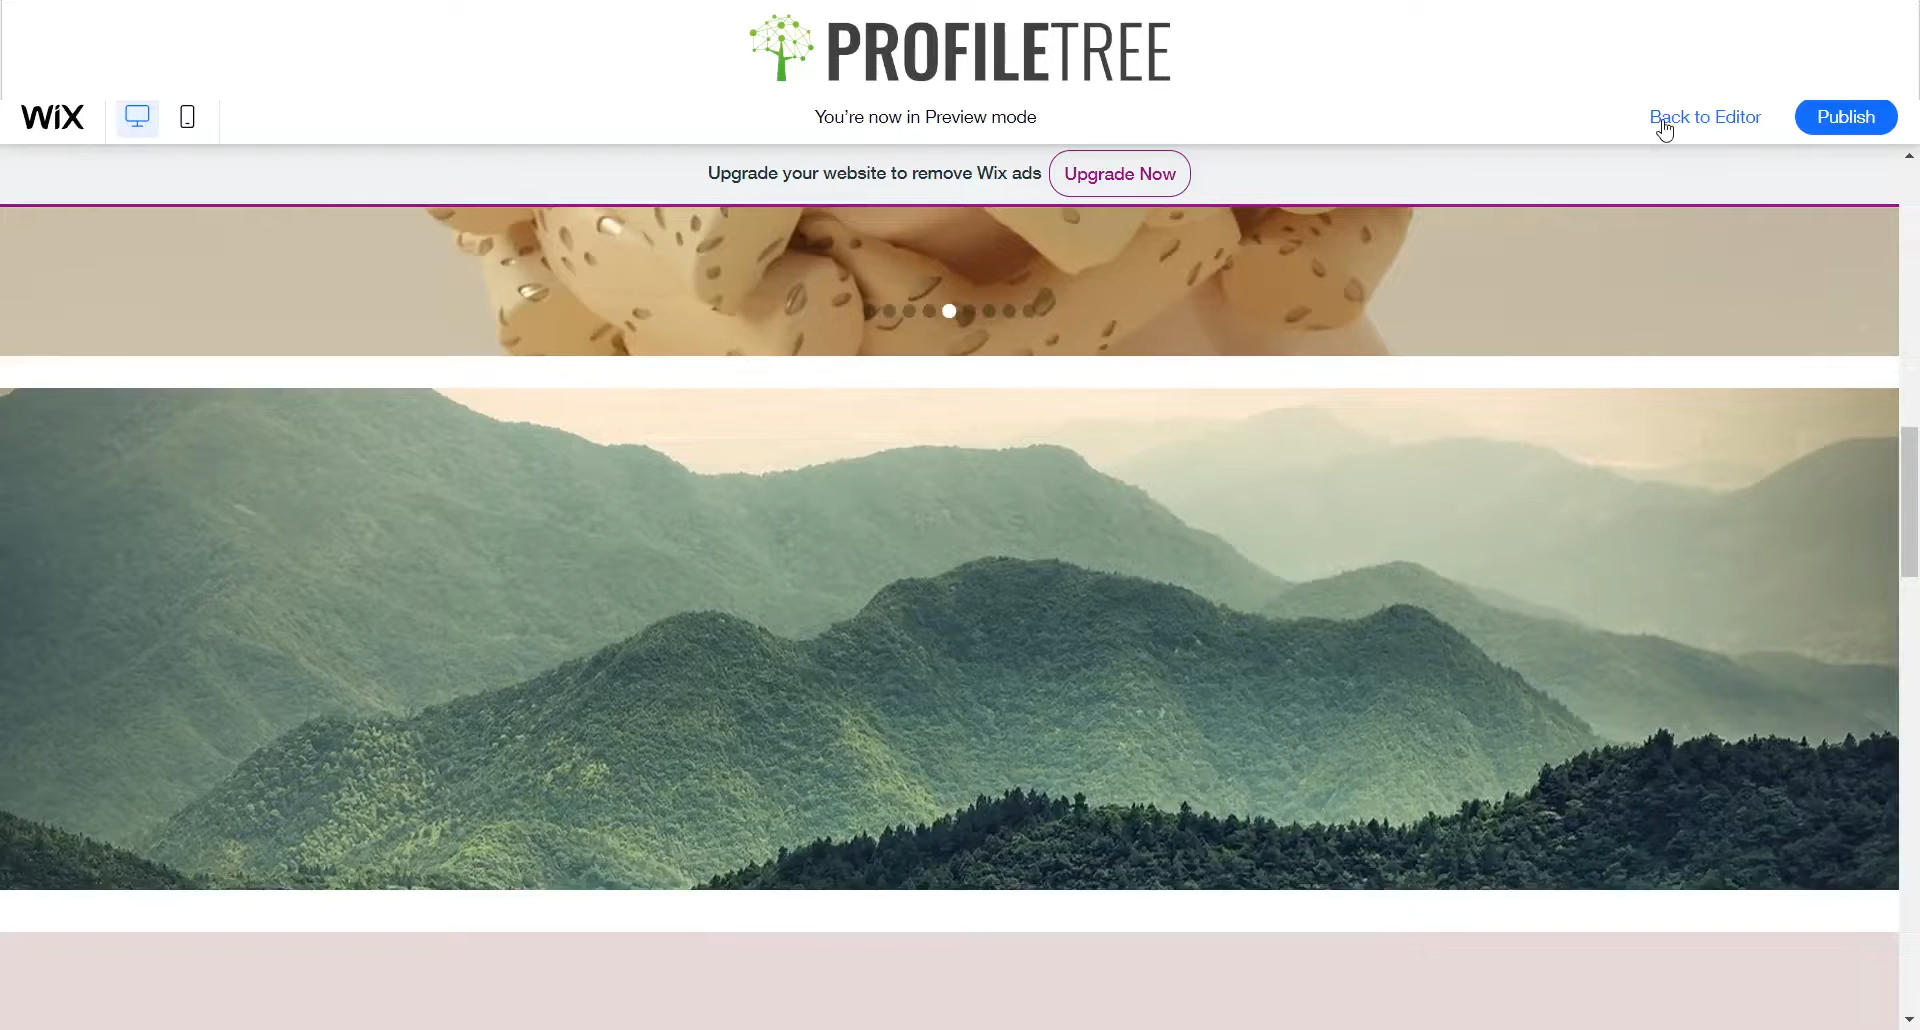 PROFILETREE
WiX
You're now in Preview mode
Back to Editor
Publish
Upgrade your website to remove Wix ads
Upgrade Now